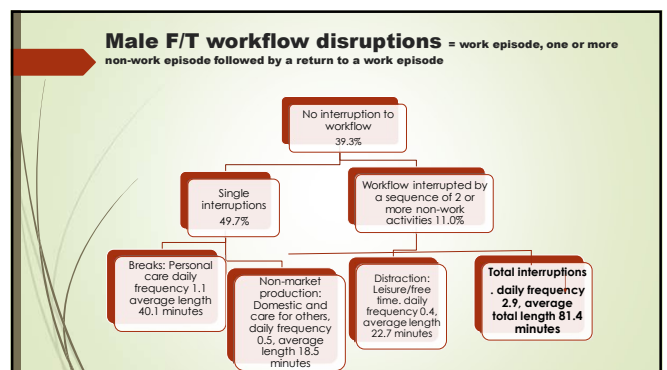 Male F/T workflow disruptions = work episode, one or more
non-work episode followed by a return to a work episode
No interruption to
workflow
39.3%
Single
interruptions
49.7%
Workflow interrupted by
a sequence of 2 or
more non-work
activities 11.0%
Breaks: Personal
care daily
frequency 1.1
average length
40.1 minutes
Non-market
production:
Domestic and
care for others,
daily frequency
0.5, average
length 18.5
minutes
Distraction:
Leisure/free
time. daily
frequency 0.4,
average length
22.7 minutes
Total interruptions
. daily frequency
2.9, average
total length 81.4
minutes